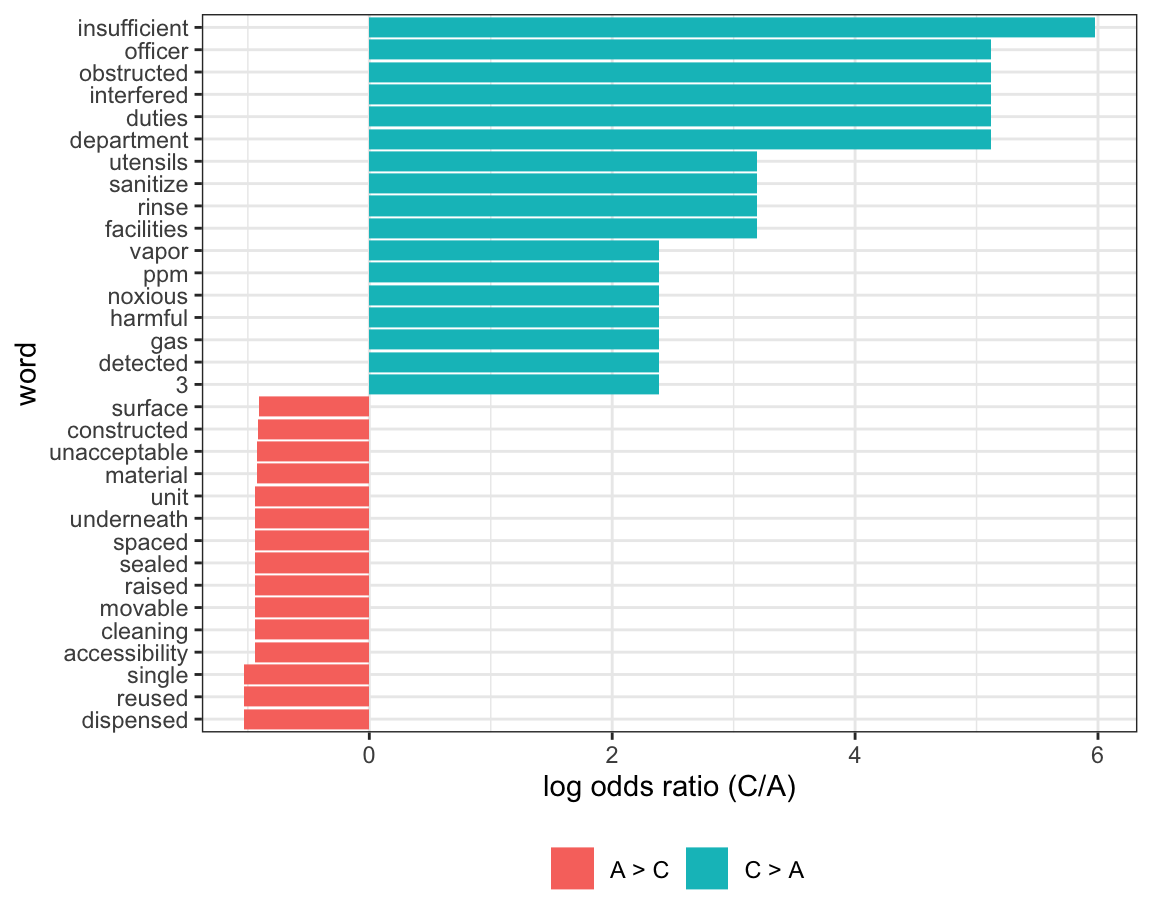 insufficient
officer
obstructed
interfered
duties
department
utensils
sanitize
rinse
facilities
vapor
ppm
noxious
harmful
gas
detected
3
surface
constructed
unacceptable
material
unit
underneath
spaced
sealed
raised
movable
cleaning
accessibility
single
reused
dispensed
word
0 2 4 6
log odds ratio (C/A)
A > C C > A